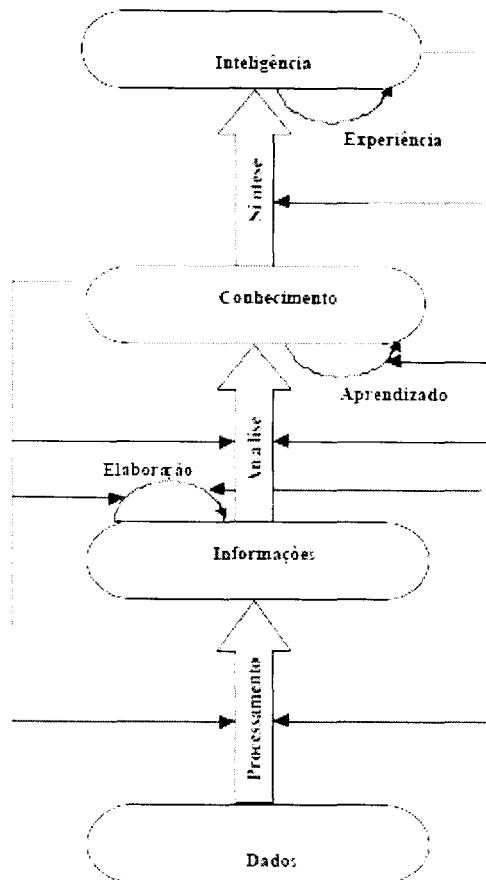 Inteligência
Experiência
Síntese
Conhecimento
Aprendizado
Análise
Elaboração
Informações
Processamento
Dados